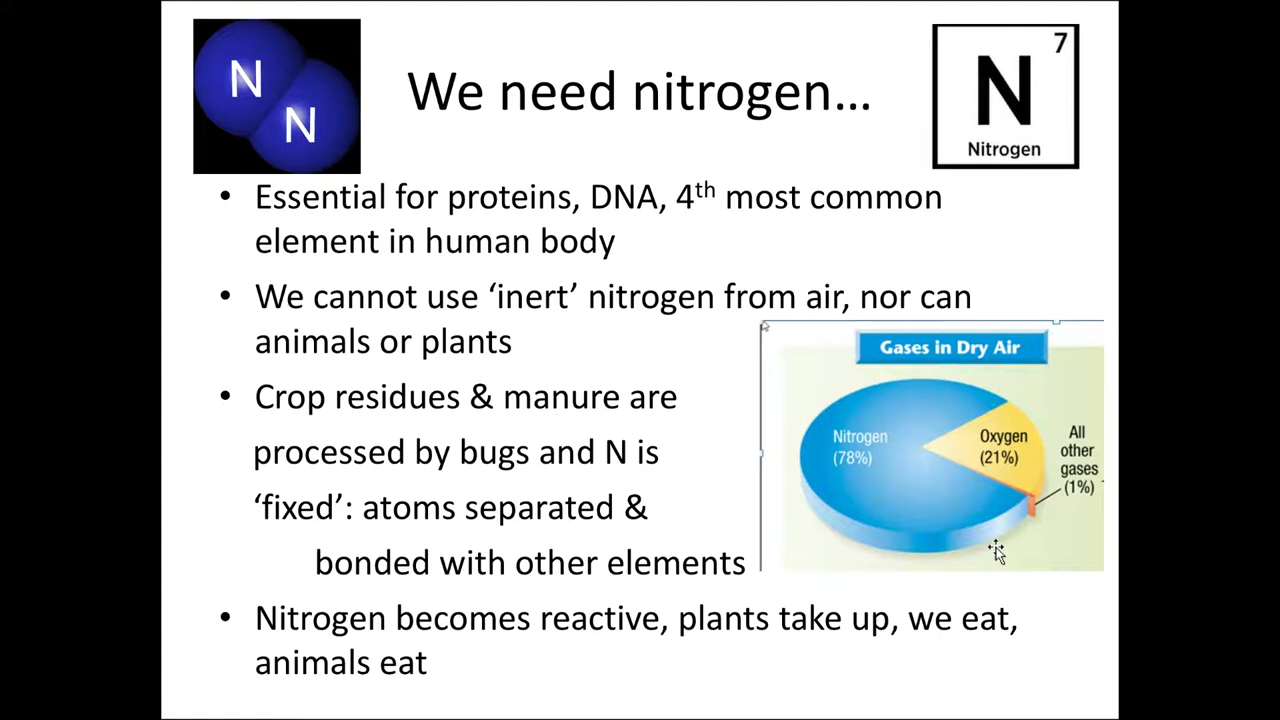 N
N
We need nitrogen...
7
N
Nitrogen
• Essential for proteins, DNA, 4th most common
element in human body
• We cannot use ‘inert’ nitrogen from air, nor can
animals or plants
• Crop residues & manure are
processed by bugs and N is
‘fixed’: atoms separated &
bonded with other elements
• Nitrogen becomes reactive, plants take up, we eat,
animals eat
Gases in Dry Air
Nitrogen
(78%)
Oxygen
(21%)
All
other
gases
(1%)